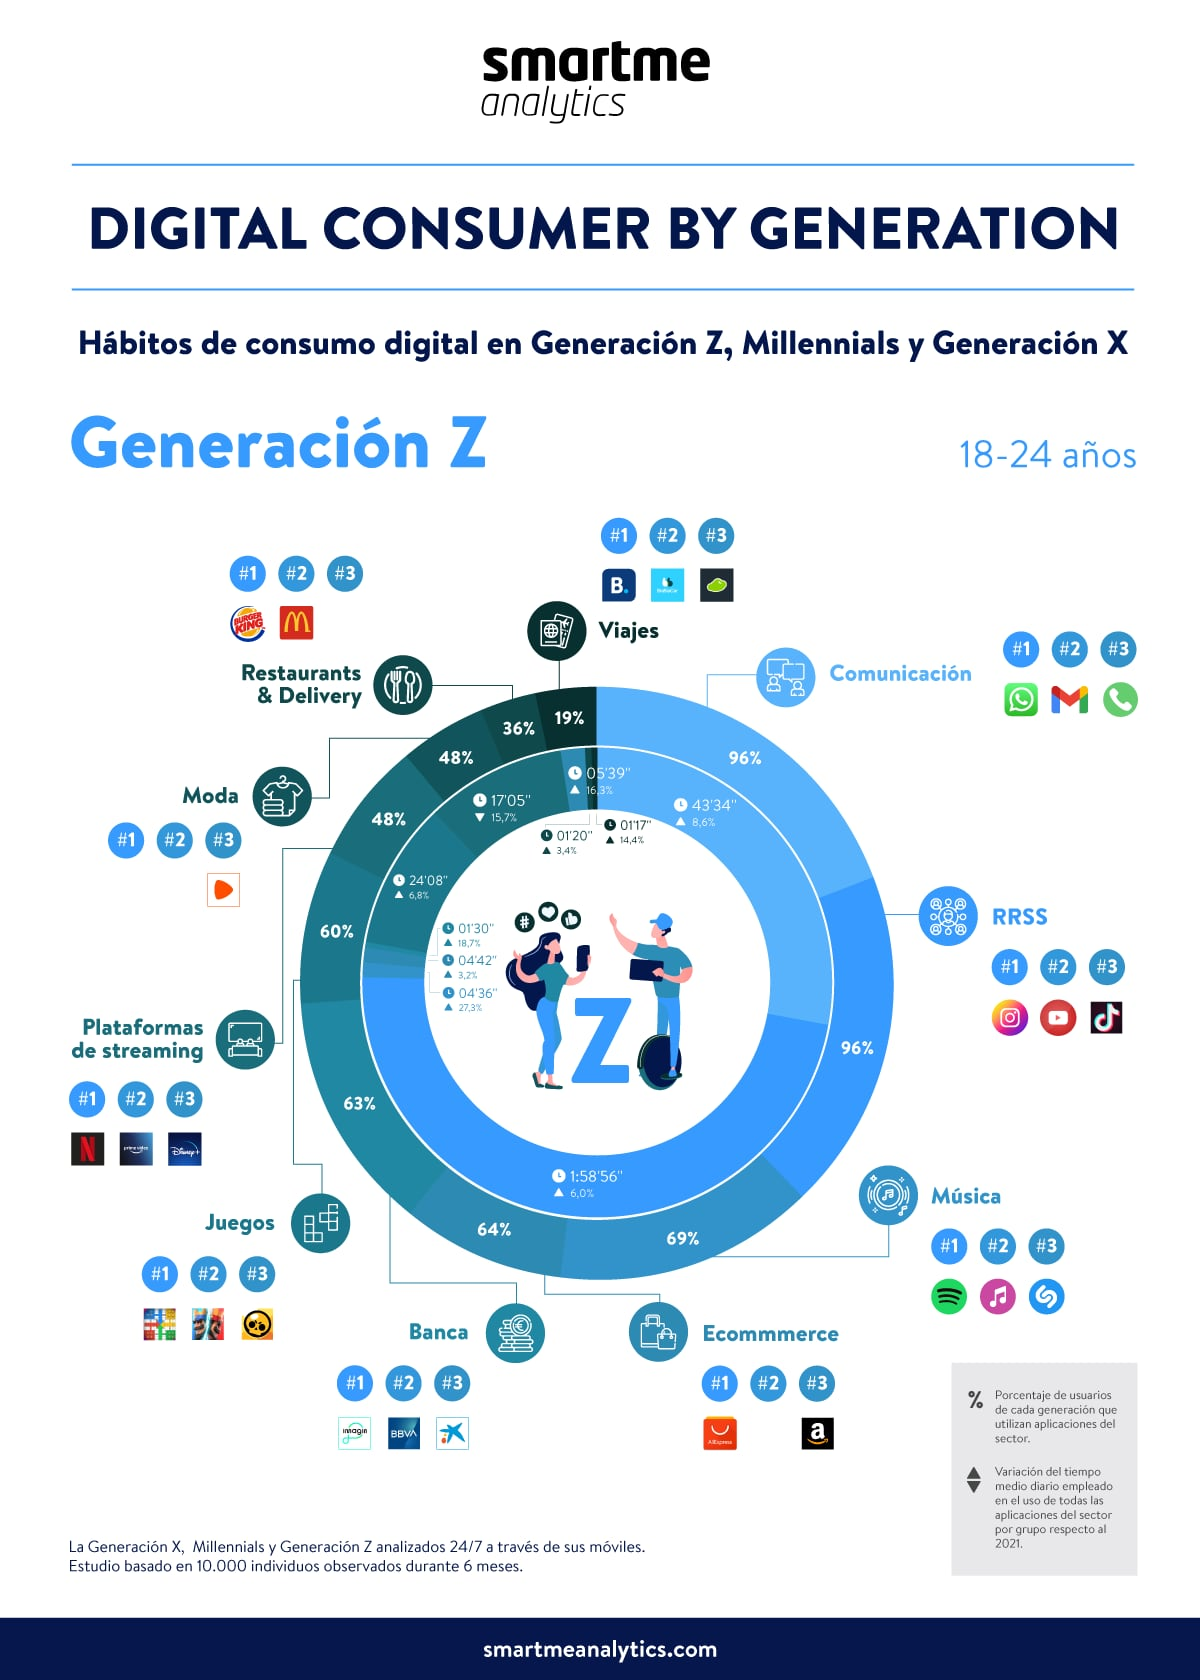 smartme
analytics
DIGITAL CONSUMER BY GENERATION
Hábitos de consumo digital en Generación Z, Millennials y Generación X
Generación Z
18-24 años
#1 #2 #3
B.
BlaBlaCar
Viajes
#1 #2 #3
BURGER
KING
Restaurants
& Delivery
Comunicación
#1 #2 #3
Moda
#1 #2 #3
RRSS
#1 #2 #3
Plataformas
de streaming
#1 #2 #3
N
prime video
Disney+
Juegos
#1 #2 #3
Música
#1 #2 #3
Banca
#1 #2 #3
imagin
BBVA
Ecommmerce
#1 #2 #3
AliExpress
a
19%
36%
48%
48%
60%
63%
64%
69%
96%
96%
05'39"
16,3%
43'34"
8,6%
17'05"
15,7%
01'20"
3,4%
01'17"
14,4%
24'08"
6,8%
01'30"
18,7%
04'42"
3,2%
04'36"
27,3%
1:58'56"
6,0%
#
Z
% Porcentaje de usuarios
de cada generación que
utilizan aplicaciones del
sector.
Variación del tiempo
medio diario empleado
en el uso de todas las
aplicaciones del sector
por grupo respecto al
2021.
La Generación X, Millennials y Generación Z analizados 24/7 a través de sus móviles.
Estudio basado en 10.000 individuos observados durante 6 meses.
smartmeanalytics.com